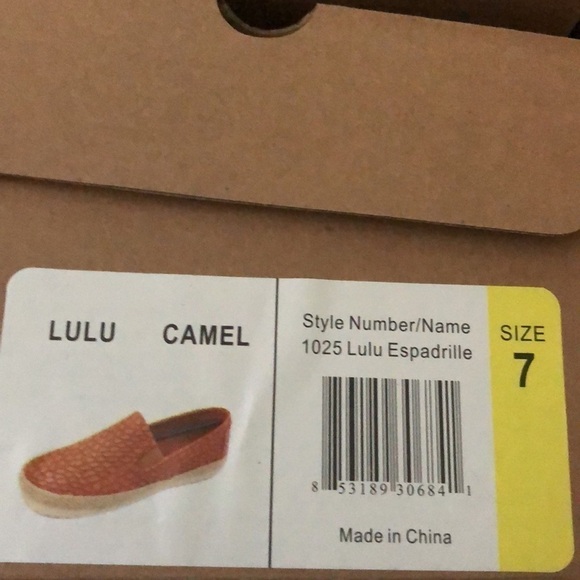 LULU CAMEL
Style Number/Name
1025 Lulu Espadrille
8 53189 30684 1
Made in China
SIZE
7